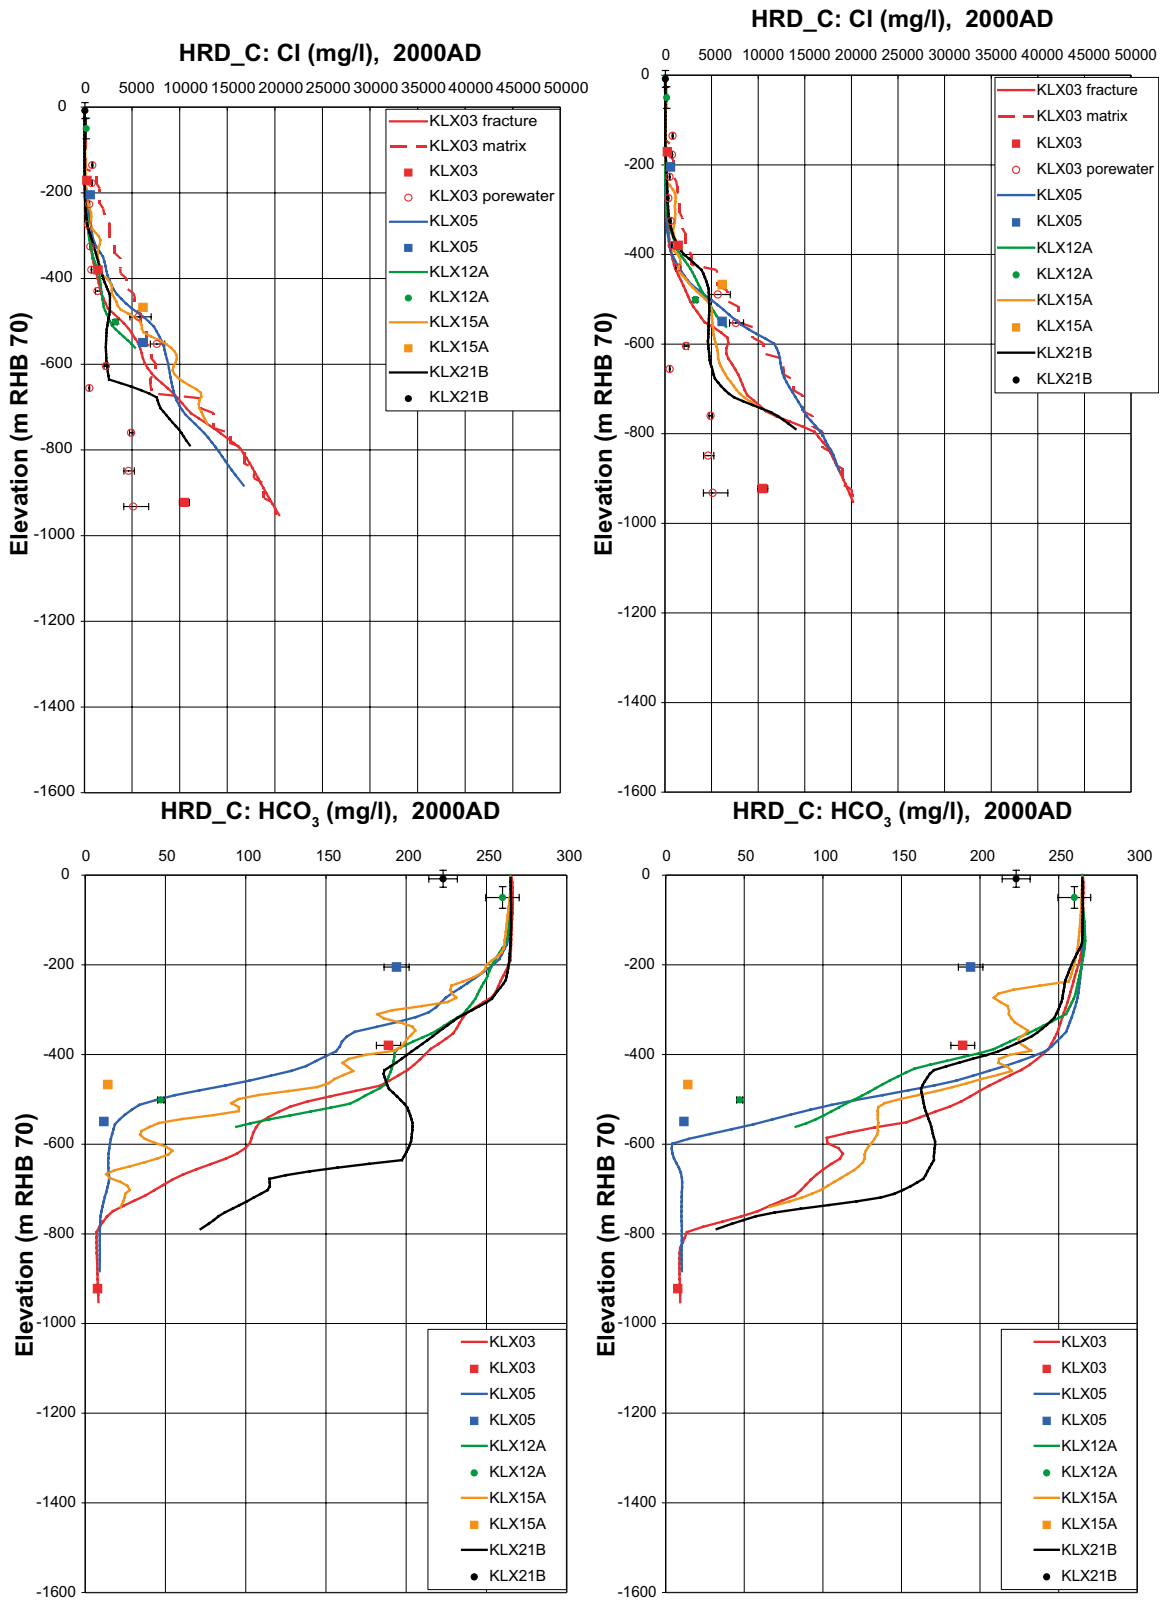 HRD_C: Cl (mg/l), 2000AD
0 5000 10000 15000 20000 25000 30000 35000 40000 45000 50000
-0
-200
-400
-600
-800
-1000
-1200
-1400
-1600
Elevation (m RHB 70)
KLX03 fracture
KLX03 matrix
KLX03
KLX03 porewater
KLX05
KLX05
KLX12A
KLX12A
KLX15A
KLX15A
KLX21B
KLX21B
HRD_C: Cl (mg/l), 2000AD
0 5000 10000 15000 20000 25000 30000 35000 40000 45000 50000
0
-200
-400
-600
-800
-1000
-1200
-1400
-1600
Elevation (m RHB 70)
KLX03 fracture
KLX03 matrix
KLX03
KLX03 porewater
KLX05
KLX05
KLX12A
KLX12A
KLX15A
KLX15A
KLX21B
KLX21B
HRD_C: HCO3 (mg/l), 2000AD
0 50 100 150 200 250 300
0
-200
-400
-600
-800
-1000
-1200
-1400
-1600
Elevation (m RHB 70)
KLX03
KLX03
KLX05
KLX05
KLX12A
KLX12A
KLX15A
KLX15A
KLX21B
KLX21B
HRD_C: HCO3 (mg/l), 2000AD
0 50 100 150 200 250 300
0
-200
-400
-600
-800
-1000
-1200
-1400
-1600
Elevation (m RHB 70)
KLX03
KLX03
KLX05
KLX05
KLX12A
KLX12A
KLX15A
KLX15A
KLX21B
KLX21B